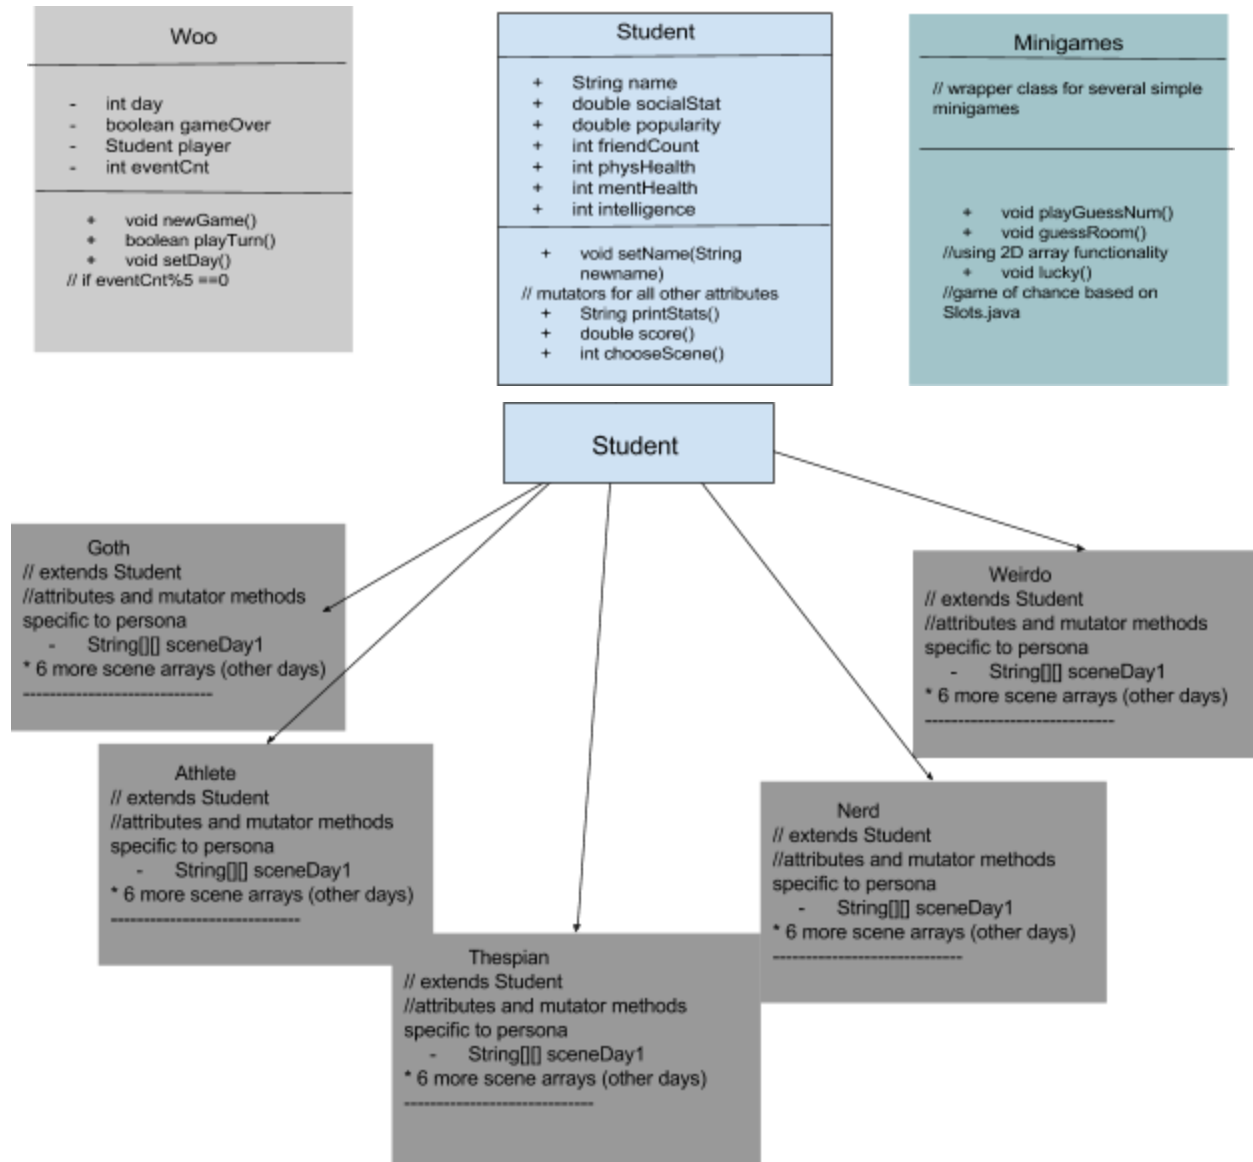 Woo
- int day
- boolean gameOver
- Student player
- int eventCnt
+ void newGame()
+ boolean playTurn()
+ void setDay()
// if eventCnt%5 ==0
Student
+ String name
+ double socialStat
+ double popularity
+ int friendCount
+ int physHealth
+ int mentHealth
+ int intelligence
+ void setName(String
newname)
// mutators for all other attributes
+ String printStats()
+ double score()
+ int chooseScene()
Minigames
// wrapper class for several simple
minigames
+ void playGuessNum()
+ void guessRoom()
//using 2D array functionality
+ void lucky()
//game of chance based on
Slots.java
Student
Goth
// extends Student
//attributes and mutator methods
specific to persona
- String[][] sceneDay1
* 6 more scene arrays (other days)
-----------------------------
Athlete
// extends Student
//attributes and mutator methods
specific to persona
- String[][] sceneDay1
* 6 more scene arrays (other days)
-----------------------------
Thespian
// extends Student
//attributes and mutator methods
specific to persona
- String[][] sceneDay1
* 6 more scene arrays (other days)
-----------------------------
Nerd
// extends Student
//attributes and mutator methods
specific to persona
- String[][] sceneDay1
* 6 more scene arrays (other days)
-----------------------------
Weirdo
// extends Student
//attributes and mutator methods
specific to persona
- String[][] sceneDay1
* 6 more scene arrays (other days)
-----------------------------